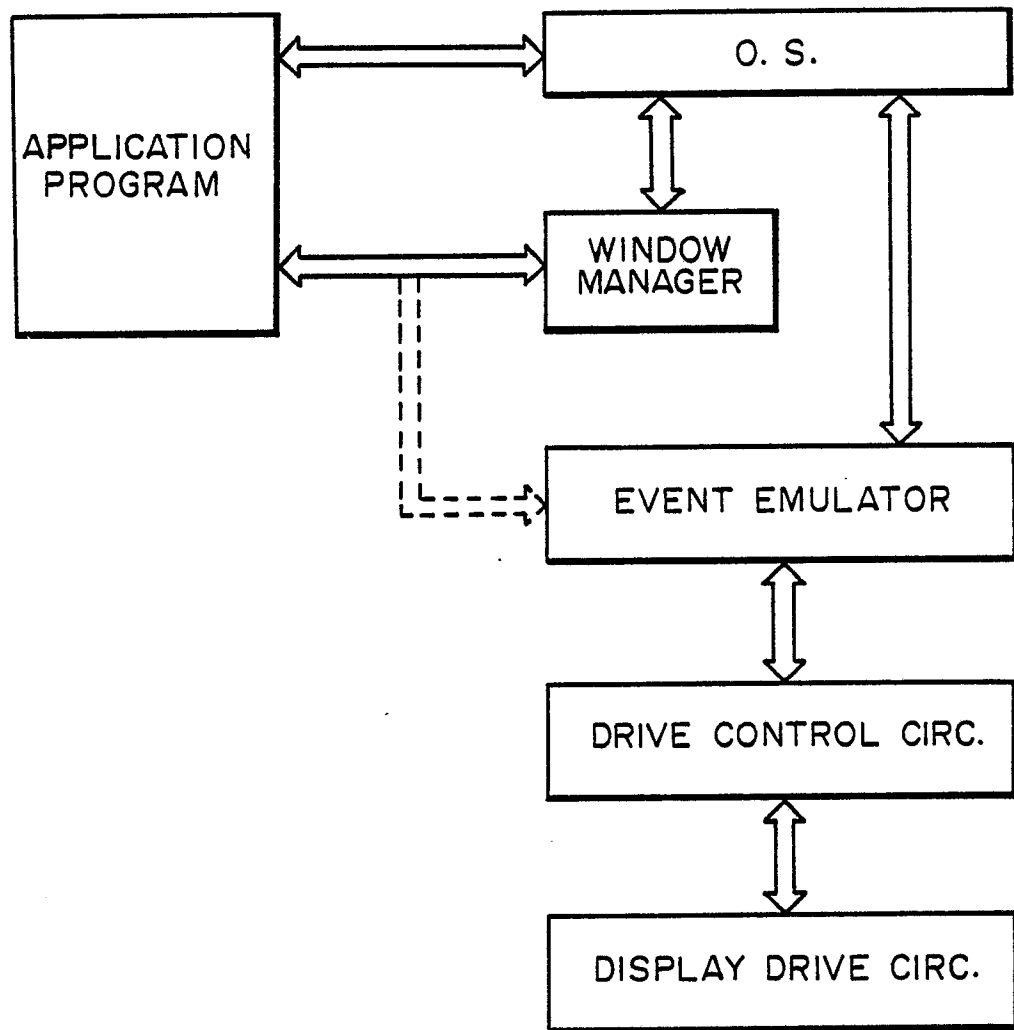 O. S.
APPLICATION
PROGRAM
WINDOW
MANAGER
EVENT EMULATOR
DRIVE CONTROL CIRC.
DISPLAY DRIVE CIRC.